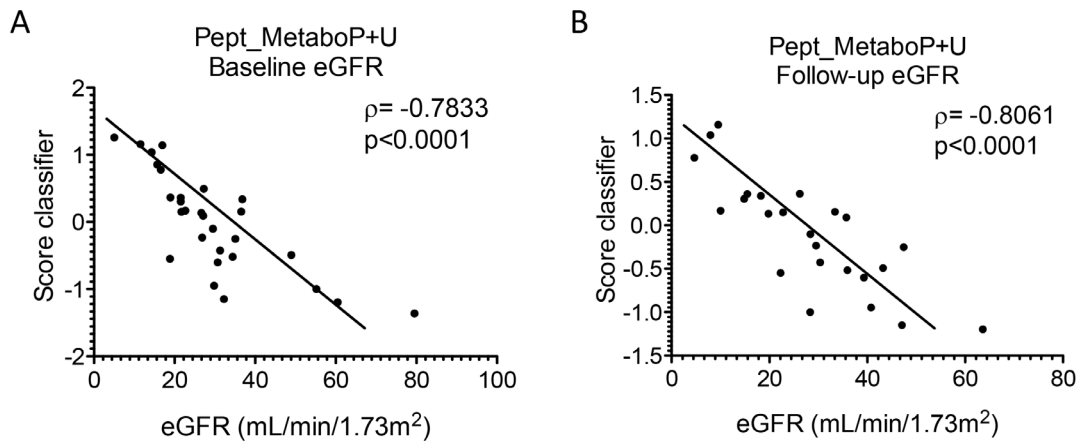 A
Pept_MetaboP+U
Baseline eGFR
ρ= -0.7833
p<0.0001
Score classifier
2
1
0
-1
-2
0 20 40 60 80 100
eGFR (mL/min/1.73m²)
B
Pept_MetaboP+U
Follow-up eGFR
ρ= -0.8061
p<0.0001
Score classifier
1.5
1.0
0.5
0.0
-0.5
-1.0
-1.5
0 20 40 60 80
eGFR (mL/min/1.73m²)